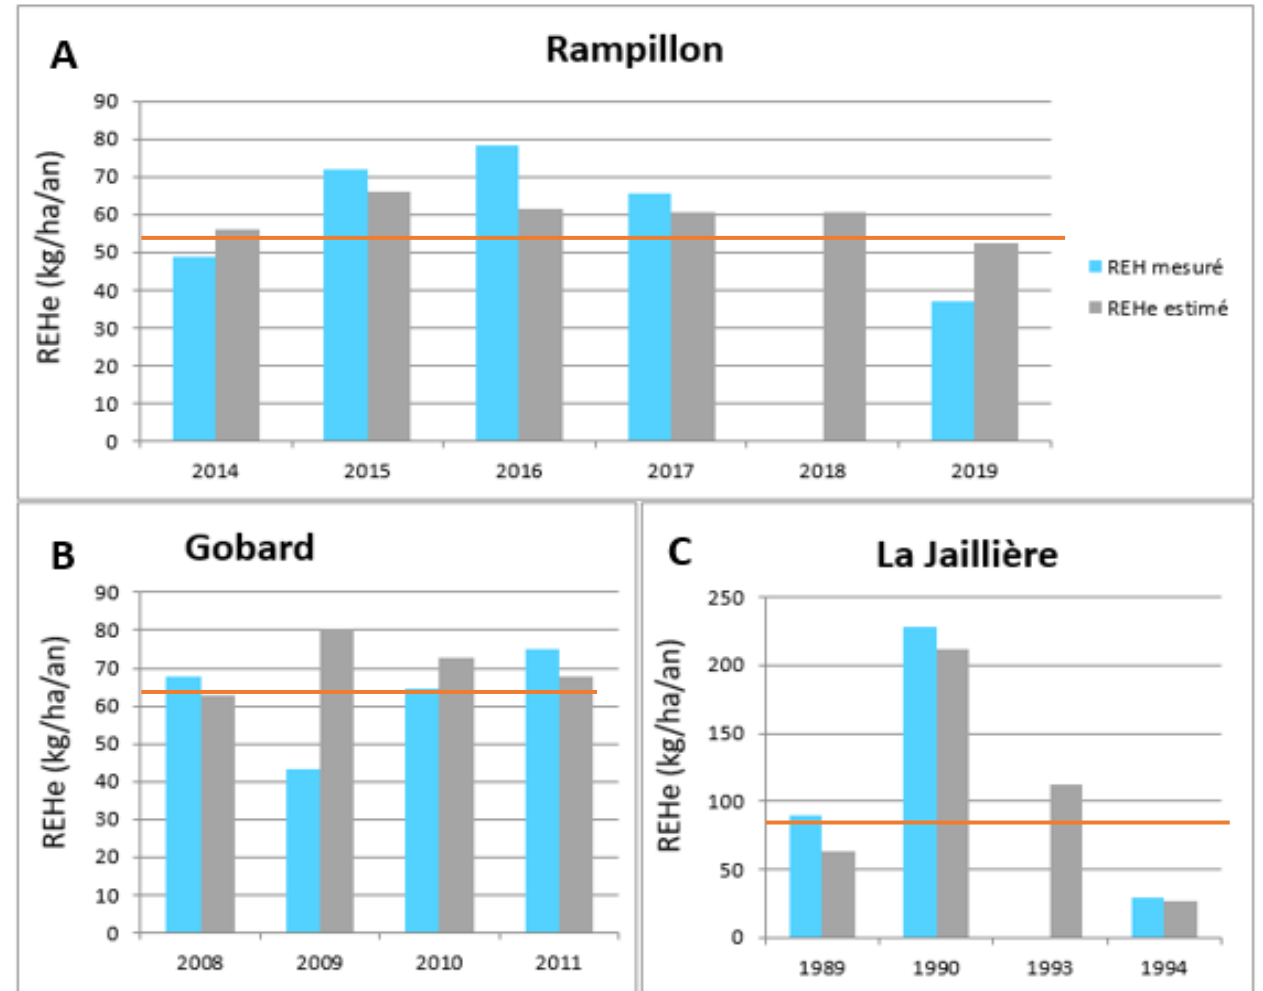 A
Rampillon
REHe (kg/ha/an)
90
80
70
60
50
40
30
20
10
0
2014 2015 2016 2017 2018 2019
REH mesuré
REHe estimé
B
Gobard
REHe (kg/ha/an)
90
80
70
60
50
40
30
20
10
0
2008 2009 2010 2011
C
La Jaillière
REHe (kg/ha/an)
250
200
150
100
50
0
1989 1990 1993 1994